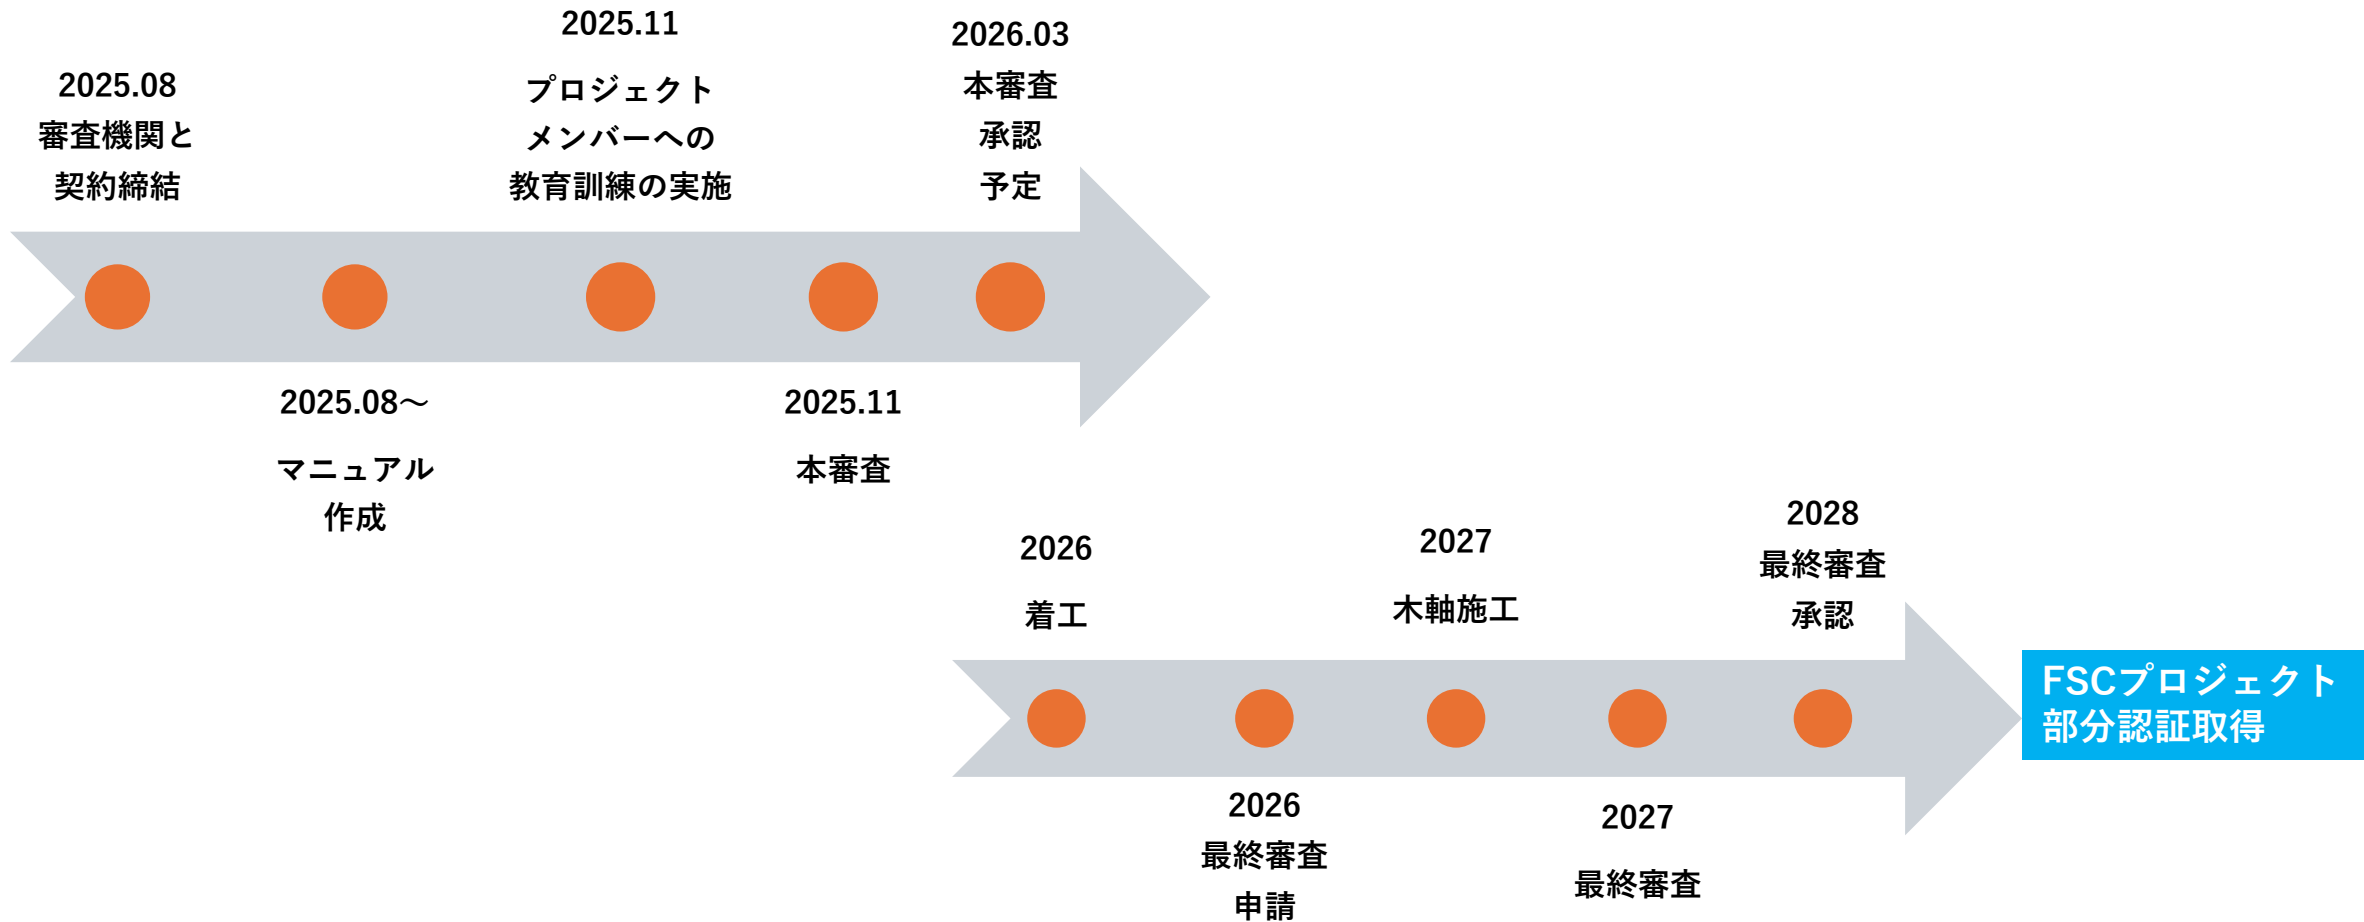 2025.08
審査機関と
契約締結
2025.08～
マニュアル
作成
2025.11
プロジェクト
メンバーへの
教育訓練の実施
2025.11
本審査
2026.03
本審査
承認
予定
2026
着工
2026
最終審査
申請
2027
木軸施工
2027
最終審査
2028
最終審査
承認
FSCプロジェクト
部分認証取得